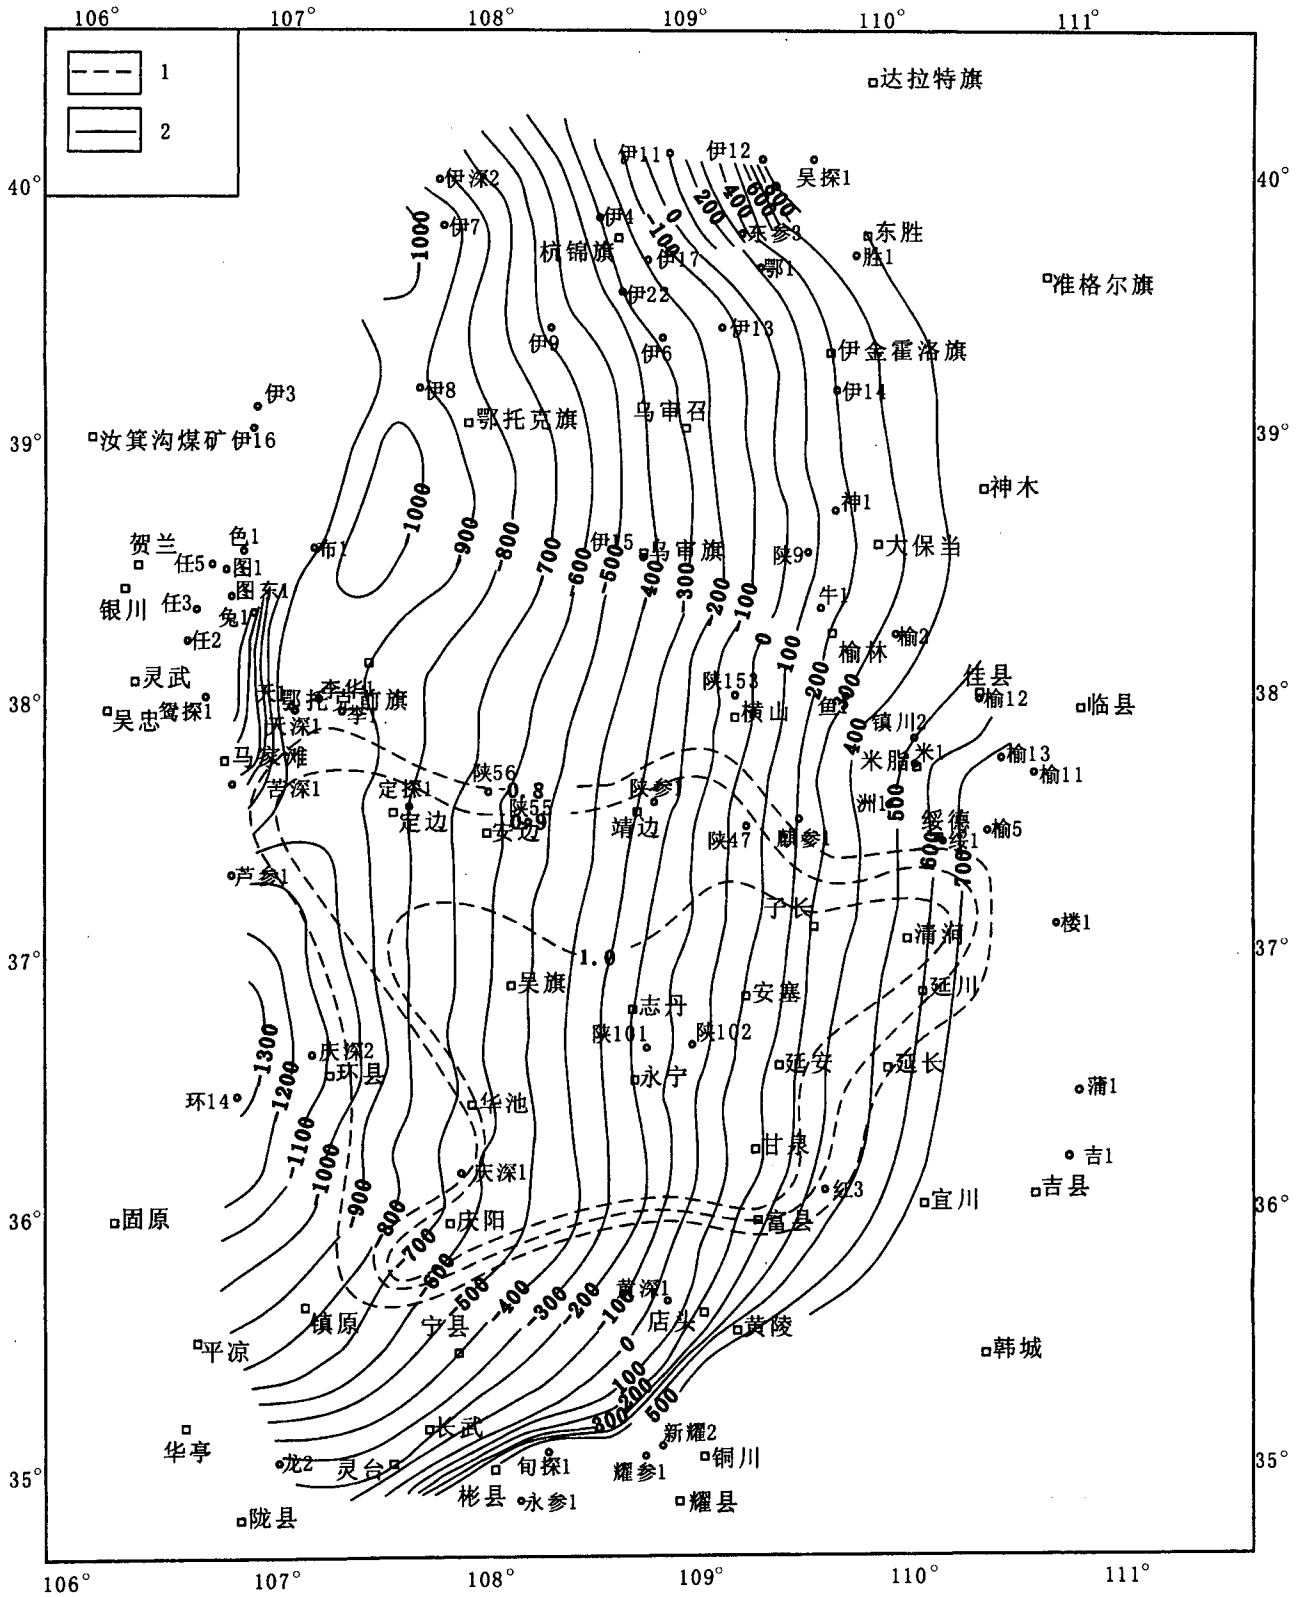 106° 107° 108° 109° 110° 111°
1
2
达拉特旗
伊11 伊12
吴探1
40° 伊深2 40°
1000 伊7 伊4 -100 0 200 400 600 800
杭锦旗 伊17 东参3 东胜
鄂1 胜1
伊22 准格尔旗
伊9 伊6 伊13
伊金霍洛旗
伊3 伊8 伊14
39° 汝箕沟煤矿 伊16 鄂托克旗 乌审召 39°
神木
-1000 -900 -800 -700 -600 -500 -400 -300 -200 -100 0 100 200 300 400
神1
贺兰 色1 布1 伊15 乌审旗 陕9 大保当
任5 图1
银川 任3 图东1 牛1
兔1
任2 榆林 榆2
灵武 天1 鄂托克前旗 李华1 陕153 佳县
38° 吴忠 鸳探1 李1 横山 鱼1 榆12 临县 38°
天深1 镇川2
马家滩 米脂 米1 榆13
苦深1 定探1 陕56 0.8 陕参1 榆11
定边 陕55 洲1 500
安边 0.9 靖边 陕47 麒参1 绥德 榆5
绥1
600 700
芦参1
子长 楼1
37° 1.0 清涧 37°
吴旗 志丹 安塞 延川
陕101 陕102
-1300 庆深2
-1200 环县 永宁 延安 延长
环14 华池 蒲1
-1100 甘泉
-1000 庆深1 吉1
-900 红3 吉县
36° 固原 -800 庆阳 富县 宜川 36°
-700
-600
-500 -400 -300 -200 -100 黄深1
镇原 宁县 店头 黄陵
平凉 0 韩城
100
200
300 500
长武 新耀2
华亭
35° 龙2 灵台 旬探1 耀参1 铜川 35°
彬县 永参1 耀县
陇县
106° 107° 108° 109° 110° 111°